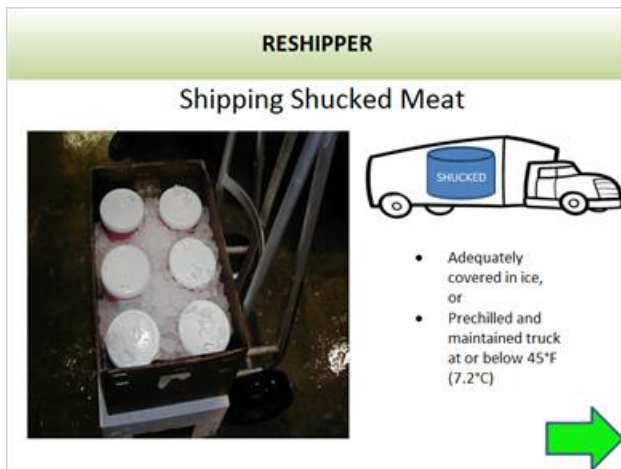 RESHIPPER
Shipping Shucked Meat
SHUCKED
• Adequately
covered in ice,
or
• Prechilled and
maintained truck
at or below 45°F
(7.2°C)